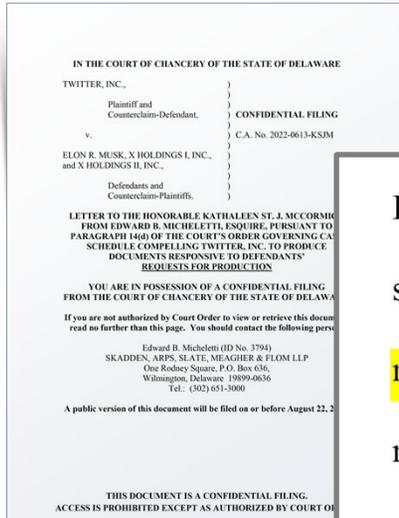 IN THE COURT OF CHANCERY OF THE STATE OF DELAWARE
TWITTER, INC., )
)
Plaintiff and )
Counterclaim-Defendant, ) CONFIDENTIAL FILING
)
v. ) C.A. No. 2022-0613-KSJM
)
ELON R. MUSK, X HOLDINGS I, INC., )
and X HOLDINGS II, INC., )
)
Defendants and )
Counterclaim-Plaintiffs. )
LETTER TO THE HONORABLE KATHALEEN ST. J.
FROM EDWARD B. MICHELETTI, ESQUIRE, PURSUANT TO
PARAGRAPH 14(d) OF THE COURT'S ORDER GOVERNING
SCHEDULE COMPELLING TWITTER, INC. TO PRODUCE
DOCUMENTS RESPONSIVE TO DEFENDANTS'
REQUESTS FOR PRODUCTION
YOU ARE IN POSSESSION OF A CONFIDENTIAL FILING
FROM THE COURT OF CHANCERY OF THE STATE OF
If you are not authorized by Court Order to view or retrieve this
read no further than this page. You should contact the following
Edward B. Micheletti (ID No. 3794)
SKADDEN, ARPS, SLATE, MEAGHER & FLOM LLP
One Rodney Square, P.O. Box 636,
Wilmington, Delaware 19899-0636
Tel.: (302) 651-3000
A public version of this document will be filed on or before August 22,
THIS DOCUMENT IS A CONFIDENTIAL FILING.
ACCESS IS PROHIBITED EXCEPT AS AUTHORIZED BY COURT